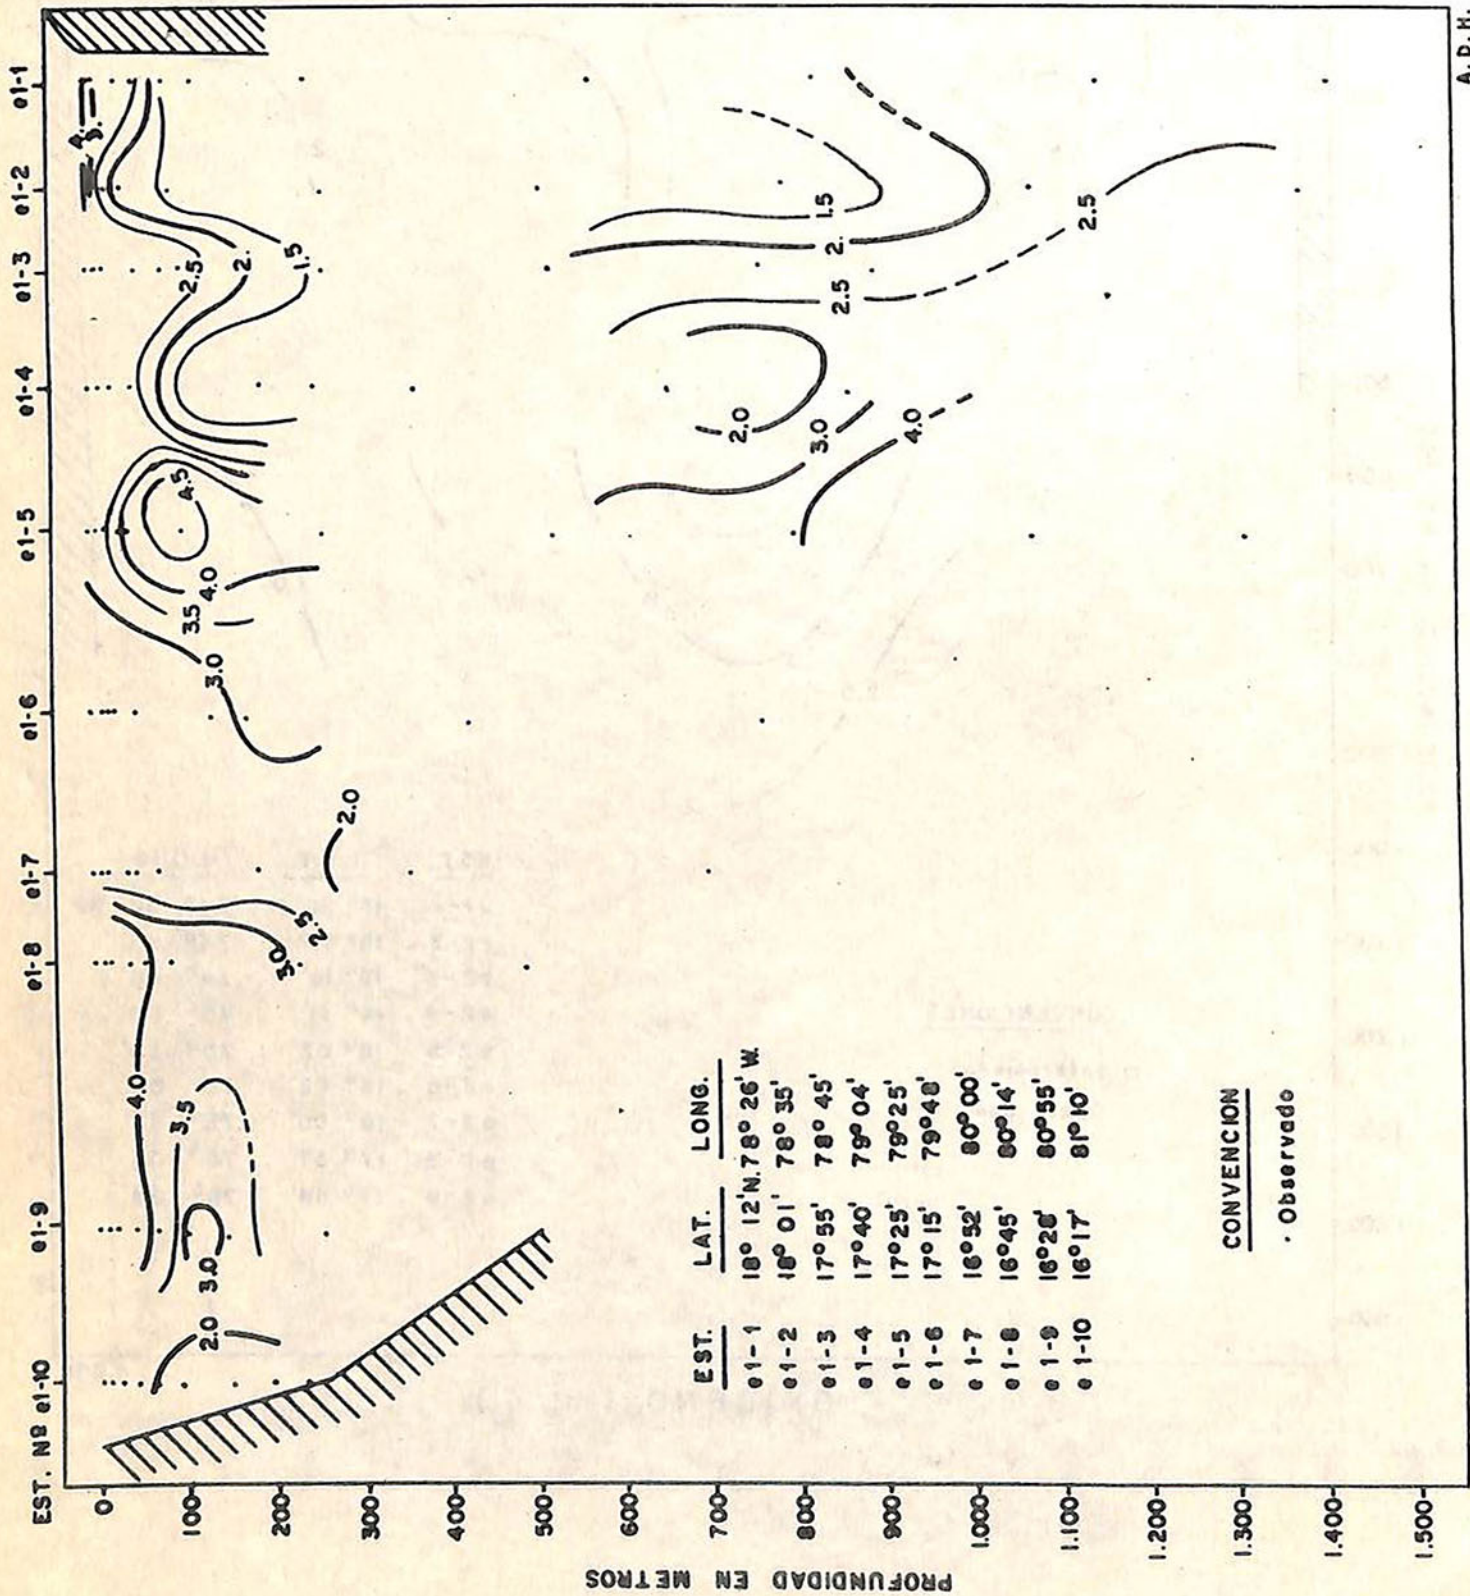 EST. Nº e1-10 e1-9 e1-8 e1-7 e1-6 e1-5 e1-4 e1-3 e1-2 e1-1
PROFUNDIDAD EN METROS
0
100
200
300
400
500
600
700
800
900
1.000
1.100
1.200
1.300
1.400
1.500
2.0
3.0
3.5
4.0
3.0
2.5
2.0
3.0
3.5
4.0
4.5
2.5
2.
1.5
4.
3.
2.0
3.0
4.0
2.5
2.
1.5
2.5
EST. LAT. LONG.
e1-1 18° 12' N. 78° 26' W.
e1-2 18° 01' 78° 35'
e1-3 17°55' 78° 45'
e1-4 17°40' 79° 04'
e1-5 17°25' 79°25'
e1-6 17°15' 79°48'
e1-7 16°52' 80° 00'
e1-8 16°45' 80°14'
e1-9 16°28' 80°55'
e1-10 16°17' 81°10'
CONVENCION
· Observado
A.D.H.